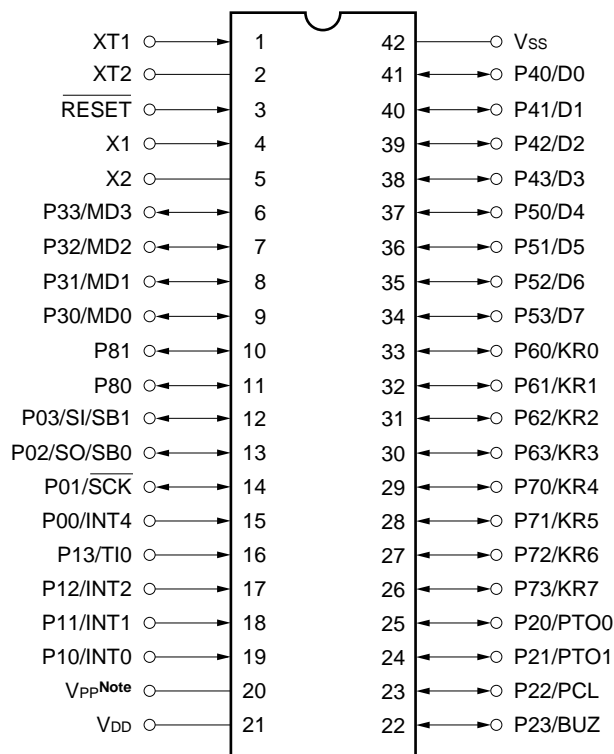 XT1 1 42 VSS
XT2 2 41 P40/D0
RESET 3 40 P41/D1
X1 4 39 P42/D2
X2 5 38 P43/D3
P33/MD3 6 37 P50/D4
P32/MD2 7 36 P51/D5
P31/MD1 8 35 P52/D6
P30/MD0 9 34 P53/D7
P81 10 33 P60/KR0
P80 11 32 P61/KR1
P03/SI/SB1 12 31 P62/KR2
P02/SO/SB0 13 30 P63/KR3
P01/SCK 14 29 P70/KR4
P00/INT4 15 28 P71/KR5
P13/TI0 16 27 P72/KR6
P12/INT2 17 26 P73/KR7
P11/INT1 18 25 P20/PTO0
P10/INT0 19 24 P21/PTO1
VPPNote 20 23 P22/PCL
VDD 21 22 P23/BUZ